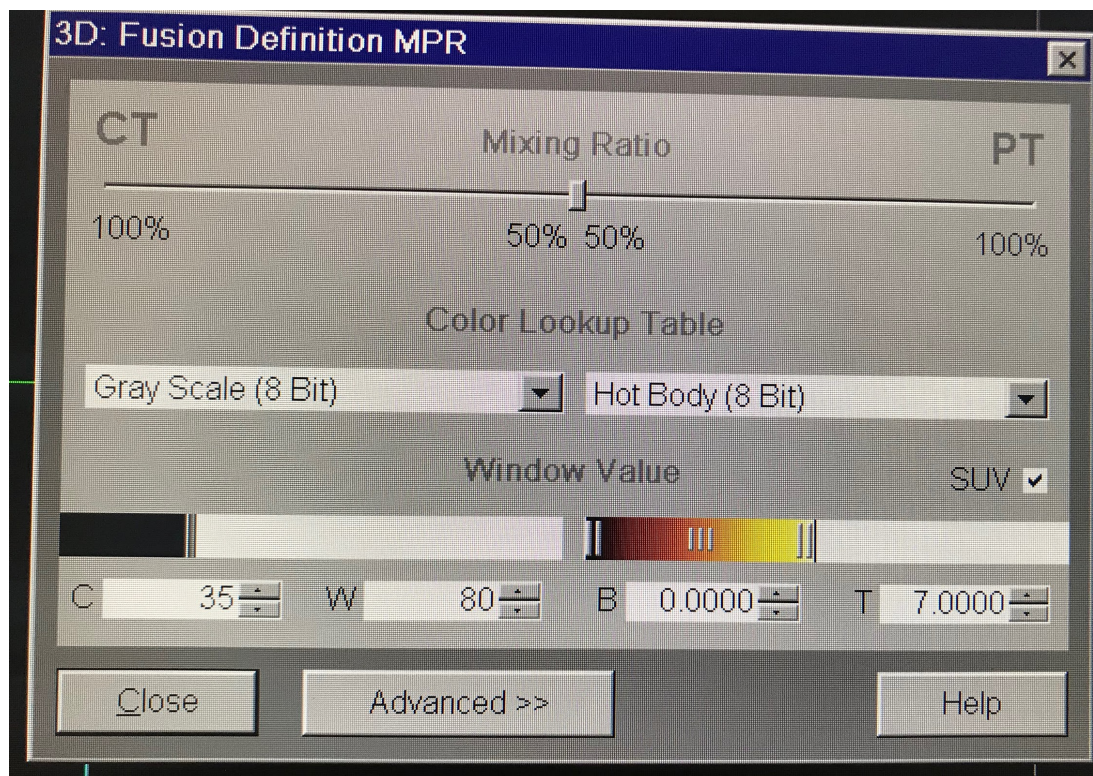 3D: Fusion Definition MPR
CT Mixing Ratio PT
100% 50% 50% 100%
Color Lookup Table
Gray Scale (8 Bit) Hot Body (8 Bit)
Window Value SUV
C 35 W 80 B 0.0000 T 7.0000
Close Advanced >> Help